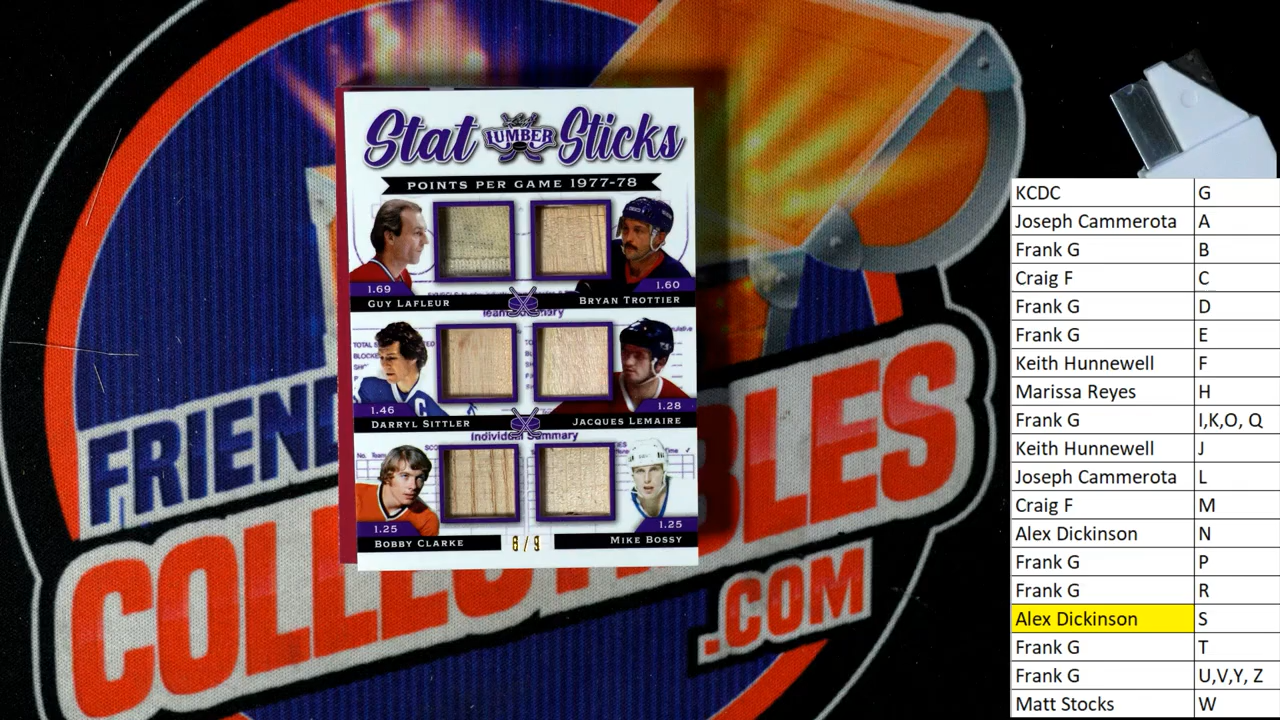 Stat LUMBER Sticks
POINTS PER GAME 1977-78
1.69
1.60
GUY LAFLEUR
BRYAN TROTTIER
1.46
1.28
DARRYL SITTLER
JACQUES LEMAIRE
Individual Summary
1.25
1.25
BOBBY CLARKE
8/9
MIKE BOSSY
COLLECTIBLES
.COM
KCDC G
Joseph Cammerota A
Frank G B
Craig F C
Frank G D
Frank G E
Keith Hunnewell F
Marissa Reyes H
Frank G I,K,O, Q
Keith Hunnewell J
Joseph Cammerota L
Craig F M
Alex Dickinson N
Frank G P
Frank G R
Alex Dickinson S
Frank G T
Frank G U,V,Y, Z
Matt Stocks W